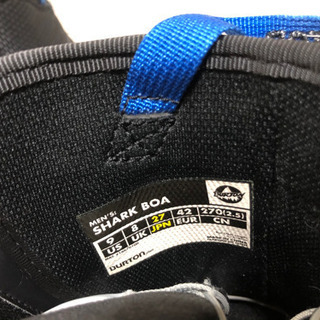 MEN'S
SHARK BOA
9 8 27 42 270(2.5)
US UK JPN EUR CN
BURTON